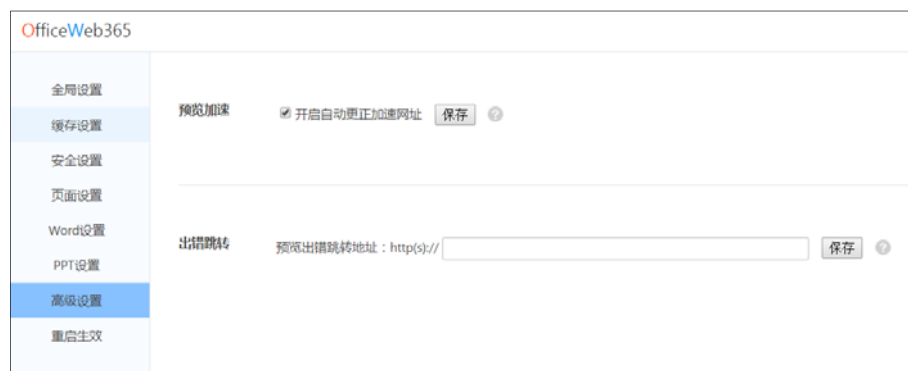 OfficeWeb365
全局设置
缓存设置
安全设置
页面设置
Word设置
PPT设置
高级设置
重启生效
预览加速
开启自动更正加速网址 保存 ?
出错跳转
预览出错跳转地址：http(s):// 保存 ?